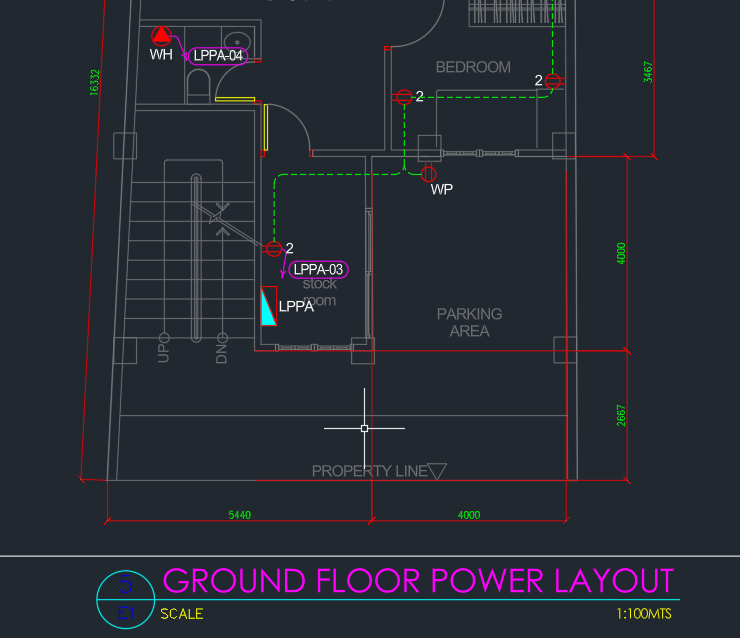 16332
WH
LPPA-04
BEDROOM
2
2
3467
WP
2
LPPA-03
stock
room
LPPA
4000
PARKING
AREA
UP
DN
2667
PROPERTY LINE
5440
4000
5
E1
GROUND FLOOR POWER LAYOUT
SCALE
1:100MTS